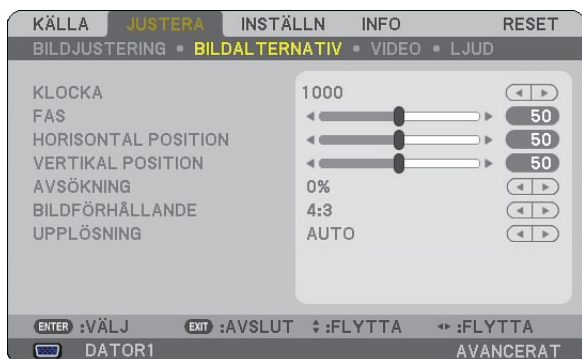 KÄLLA JUSTERA INSTÄLLN INFO RESET
BILDJUSTERING • BILDALTERNATIV • VIDEO • LJUD
KLOCKA 1000
FAS 50
HORISONTAL POSITION 50
VERTIKAL POSITION 50
AVSÖKNING 0%
BILDFÖRHÅLLANDE 4:3
UPPLÖSNING AUTO
ENTER :VÄLJ EXIT :AVSLUT :FLYTTA :FLYTTA
DATOR1 AVANCERAT